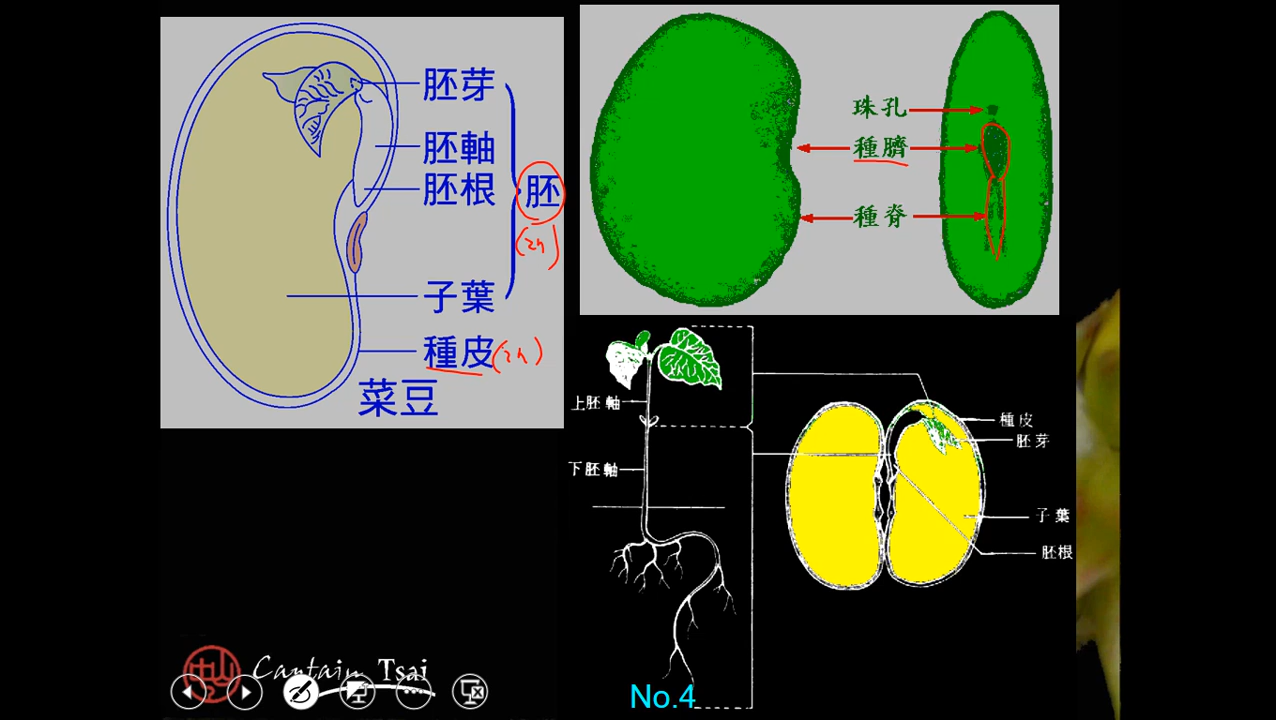 胚芽
胚軸
胚根
胚
(2n)
子葉
種皮(2n)
菜豆
珠孔
種臍
種脊
上胚軸
下胚軸
種皮
胚芽
子葉
胚根
Captain Tsai
No.4